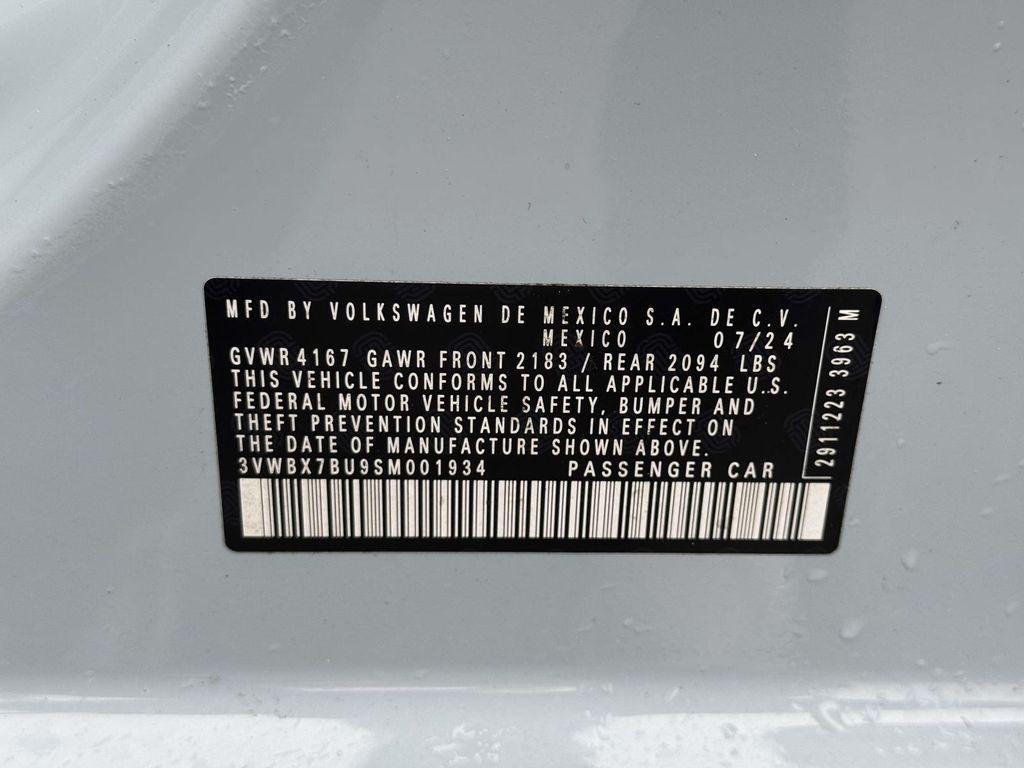 MFD BY VOLKSWAGEN DE MEXICO S.A. DE C.V.
MEXICO 07/24
GVWR 4167 GAWR FRONT 2183 / REAR 2094 LBS
THIS VEHICLE CONFORMS TO ALL APPLICABLE U.S.
FEDERAL MOTOR VEHICLE SAFETY, BUMPER AND
THEFT PREVENTION STANDARDS IN EFFECT ON
THE DATE OF MANUFACTURE SHOWN ABOVE.
3VWBX7BU9SM001934 PASSENGER CAR
2911223 3963 M